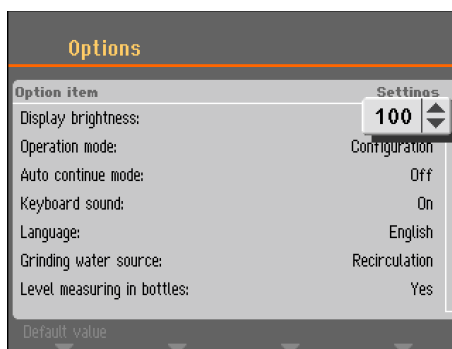 Options
Option item Settings
Display brightness: 100
Operation mode: Configuration
Auto continue mode: Off
Keyboard sound: On
Language: English
Grinding water source: Recirculation
Level measuring in bottles: Yes
Default value